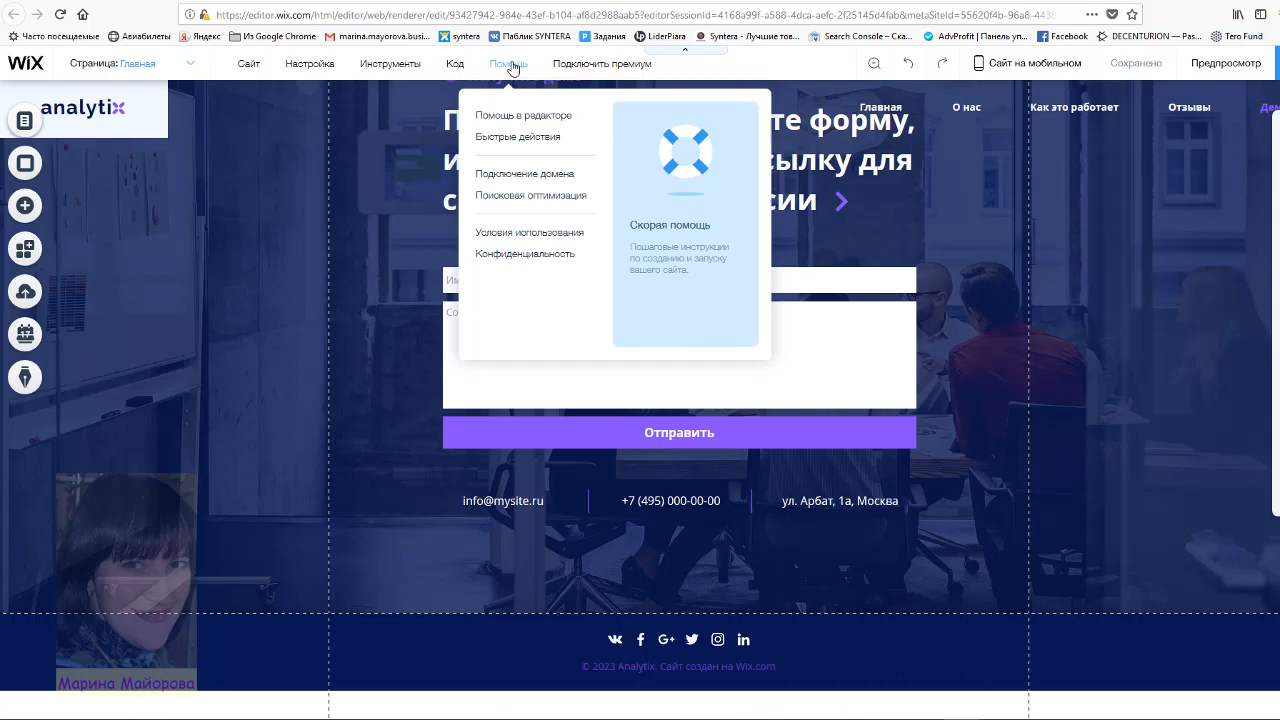 https://editor.wix.com/html/editor/web/renderer/edit/93427942-984e-43ef-b104-af8d2988aab5?editorSessionId=4168a99f-a588-4dca-aefc-2f25145d4fab&metaSiteId=55620f4b-96a8-4438
Часто посещаемые Авиабилеты Яндекс Из Google Chrome marina.mayorova.busi... syntera Паблик SYNTERA Задания LiderPiara Syntera - Лучшие тов... Search Console - Сво... AdvProfit | Панель уп... Facebook DECENTURION — Per... Tero Fund
WiX Страница: Главная Сайт Настройка Инструменты Код Помощь Подключить премиум Сайт на мобильном Сохранено Предпросмотр
analytix
Главная О нас Как это работает Отзывы
те форму,
сылку для
сии
Помощь в редакторе
Быстрые действия
Подключение домена
Поисковая оптимизация
Условия использования
Конфиденциальность
Скорая помощь
Пошаговые инструкции
по созданию и запуску
вашего сайта.
Отправить
info@mysite.ru +7 (495) 000-00-00 ул. Арбат, 1а, Москва
© 2023 Analytix. Сайт создан на Wix.com
Марина Майорова